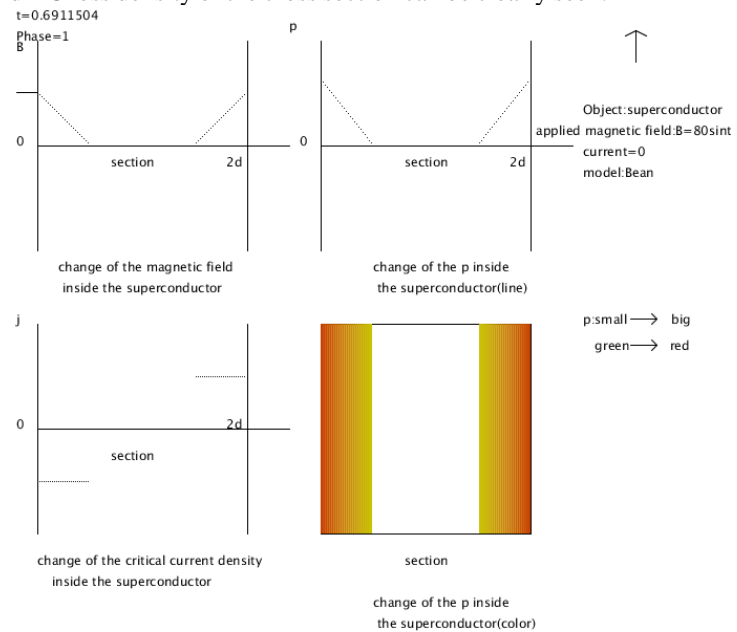 t=0.6911504
Phase=1
B
0
section
2d
change of the magnetic field
inside the superconductor
p
0
section
2d
change of the p inside
the superconductor(line)
Object:superconductor
applied magnetic field:B=80sint
current=0
model:Bean
j
0
2d
section
change of the critical current density
inside the superconductor
section
change of the p inside
the superconductor(color)
p:small → big
green → red